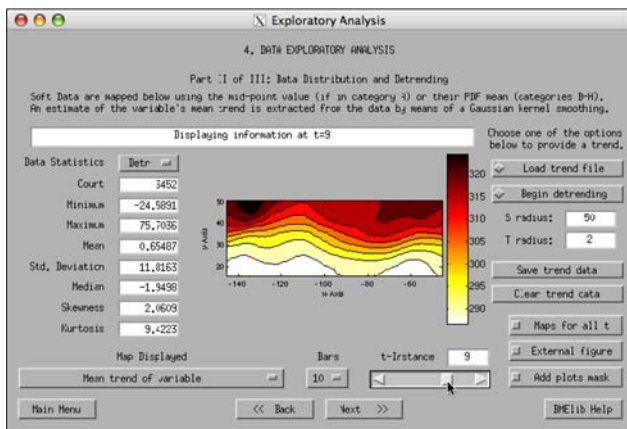 X Exploratory Analysis
4. DATA EXPLORATORY ANALYSIS
Part II of III: Data Distribution and Detrending
Soft Data are mapped below using the mid-point value (if in category A) or their PDF mean (categories B-H).
An estimate of the variable's mean trend is extracted from the data by means of a Gaussian kernel smoothing.
Displaying information at t=9
Choose one of the options
below to provide a trend.
Data Statistics Detr
Count 3452
Minimum -24.5891
Maximum 75.7036
Mean 0.65487
Std. Deviation 11.8163
Median -1.9498
Skewness 2.0609
Kurtosis 9.4223
50
40
30
20
-140 -120 -100 -80 -60
320
315
310
305
300
295
290
Load trend file
Begin detrending
S radius: 50
T radius: 2
Save trend data
Clear trend data
Maps for all t
External figure
Add plots mask
Map Displayed
Mean trend of variable
Bars
10
t-Instance 9
Main Menu
<< Back
Next >>
BMElib Help